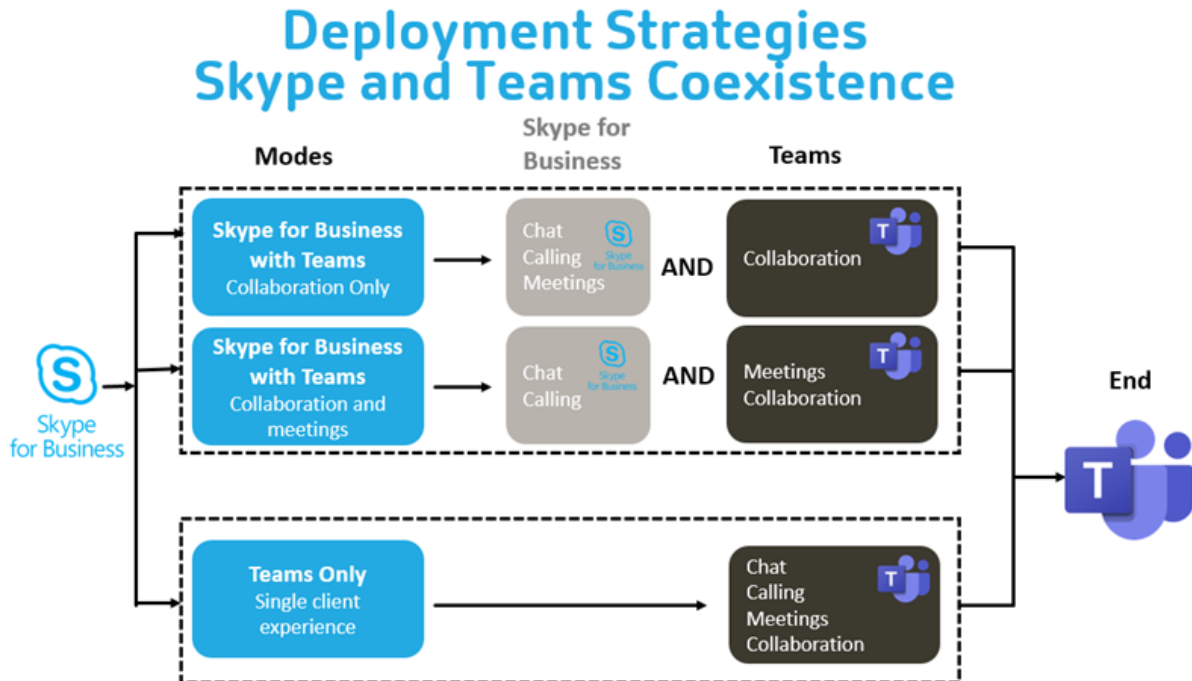 Deployment Strategies
Skype and Teams Coexistence
Modes
Skype for
Business
Teams
Skype for Business
with Teams
Collaboration Only
Chat
Calling
Meetings
S
Skype
for Business
AND
Collaboration
T
Skype for Business
with Teams
Collaboration and
meetings
Chat
Calling
S
Skype
for Business
AND
Meetings
Collaboration
T
S
Skype
for Business
End
T
Teams Only
Single client
experience
Chat
Calling
Meetings
Collaboration
T